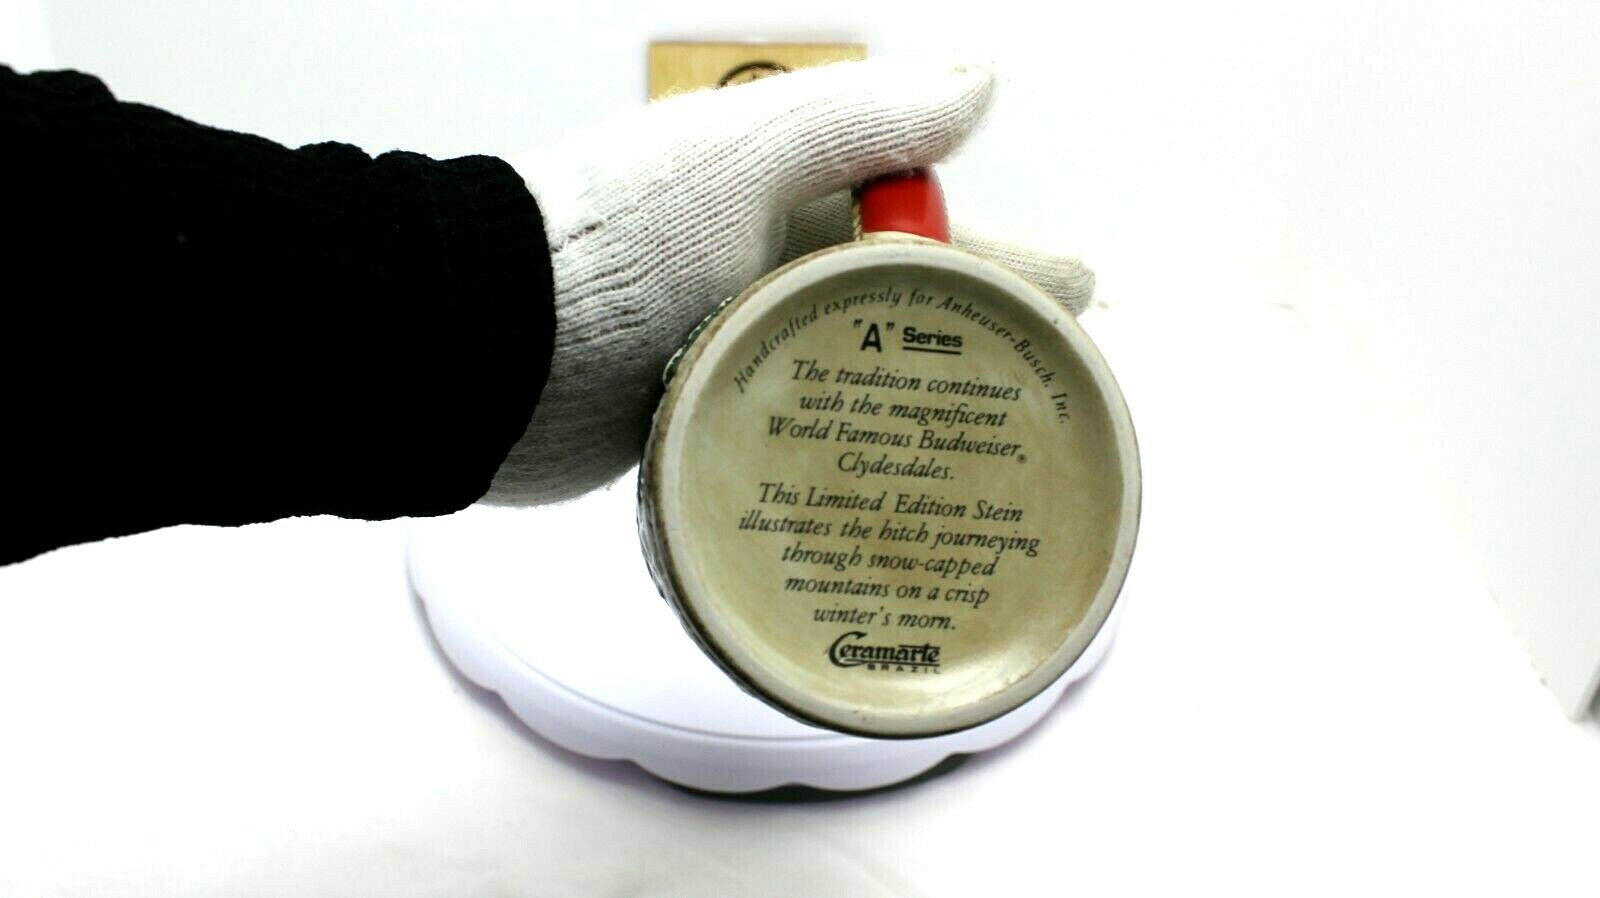 Handcrafted expressly for Anheuser-Busch, Inc.
"A" Series
The tradition continues
with the magnificent
World Famous Budweiser®
Clydesdales.
This Limited Edition Stein
illustrates the hitch journeying
through snow-capped
mountains on a crisp
winter's morn.
Ceramarte
BRAZIL